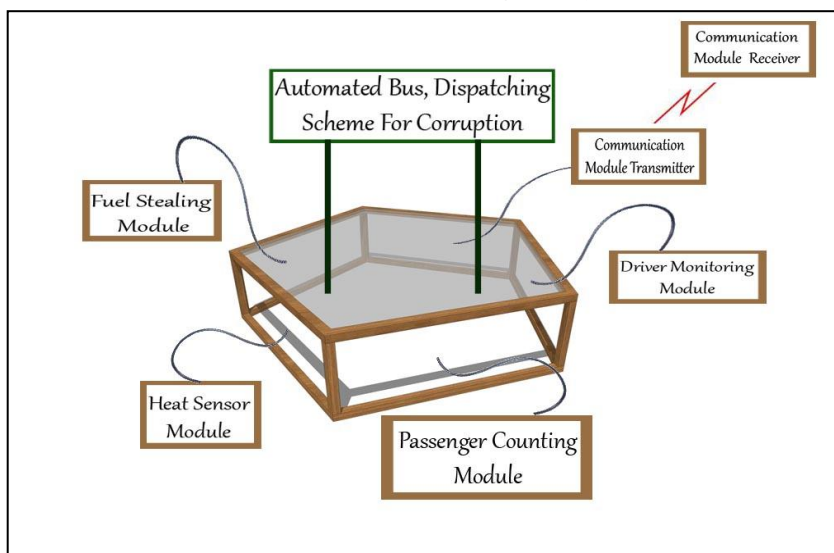 Communication
Module Receiver
Automated Bus, Dispatching
Scheme For Corruption
Communication
Module Transmitter
Fuel Stealing
Module
Driver Monitoring
Module
Heat Sensor
Module
Passenger Counting
Module